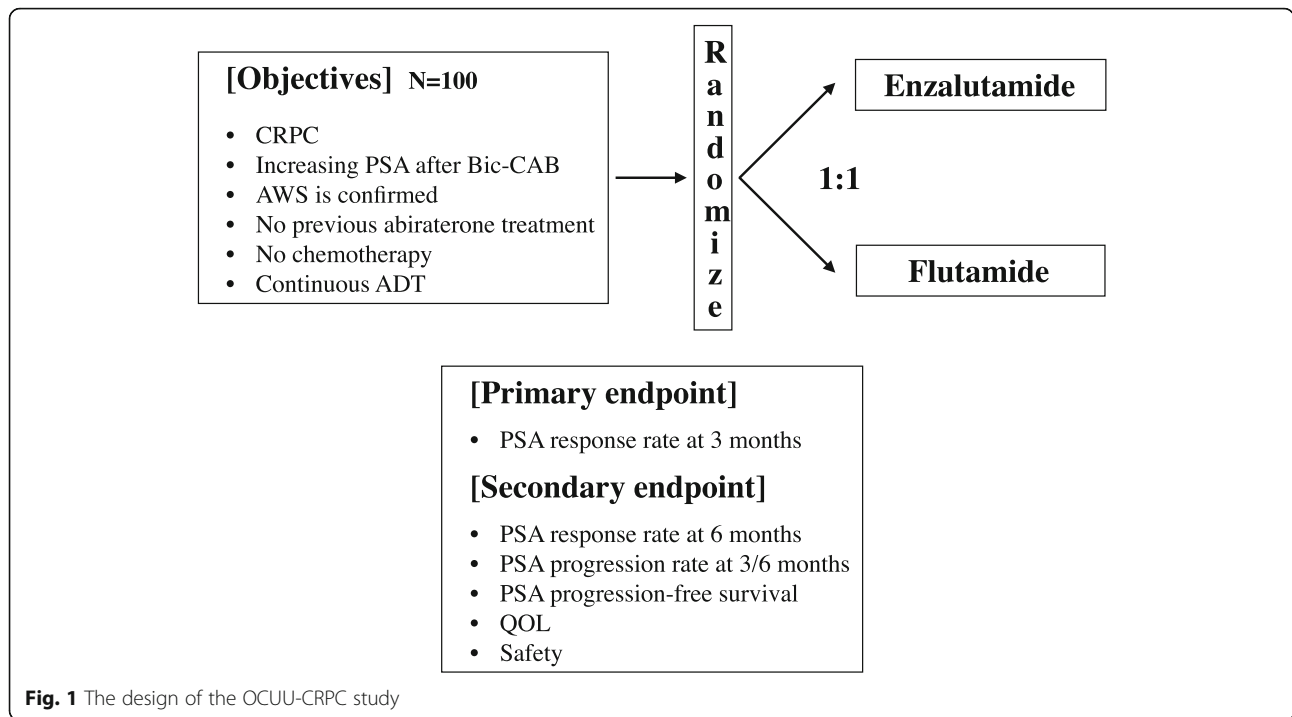 [Objectives] N=100
• CRPC
• Increasing PSA after Bic-CAB
• AWS is confirmed
• No previous abiraterone treatment
• No chemotherapy
• Continuous ADT
Randomize
Enzalutamide
1:1
Flutamide
[Primary endpoint]
• PSA response rate at 3 months
[Secondary endpoint]
• PSA response rate at 6 months
• PSA progression rate at 3/6 months
• PSA progression-free survival
• QOL
• Safety
Fig. 1 The design of the OCUU-CRPC study